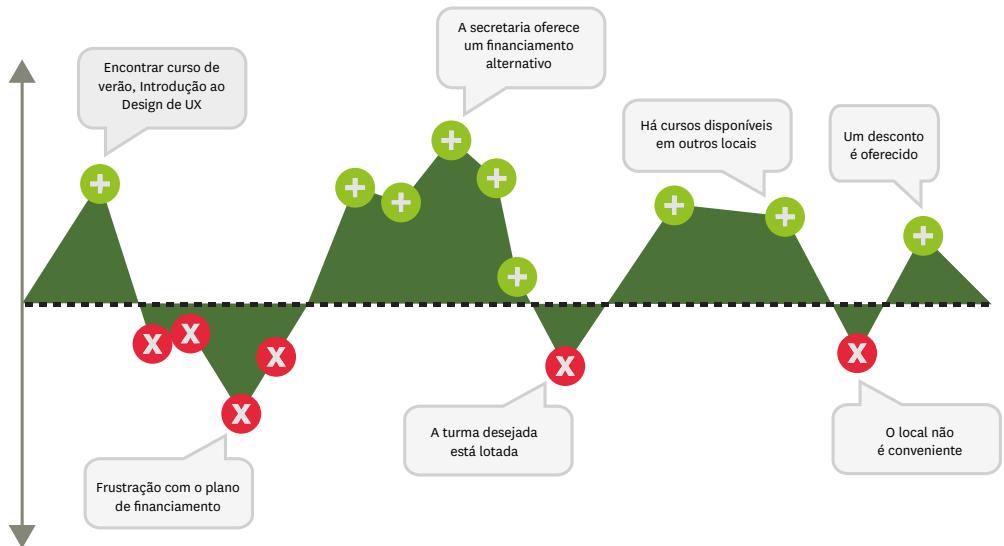 Encontrar curso de
verão, Introdução ao
Design de UX
Frustração com o plano
de financiamento
A secretaria oferece
um financiamento
alternativo
A turma desejada
está lotada
Há cursos disponíveis
em outros locais
O local não
é conveniente
Um desconto
é oferecido